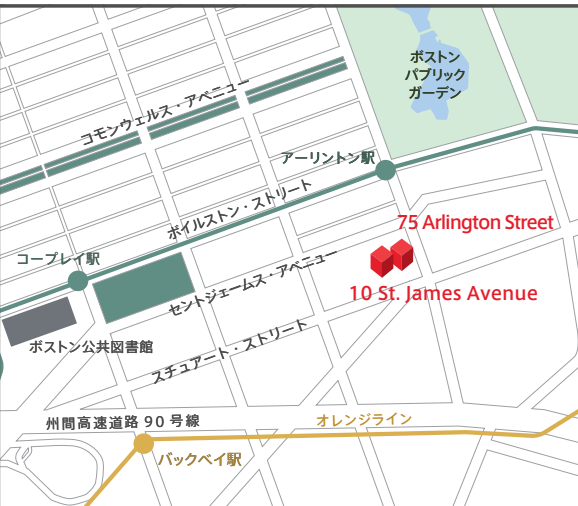 ボストン
パブリック
ガーデン
コモンウェルス・アベニュー
アーリントン駅
ボイルストン・ストリート
75 Arlington Street
コープレイ駅
セントジェームス・アベニュー
10 St. James Avenue
ボストン公共図書館
スチュアート・ストリート
州間高速道路 90 号線
オレンジライン
バックベイ駅